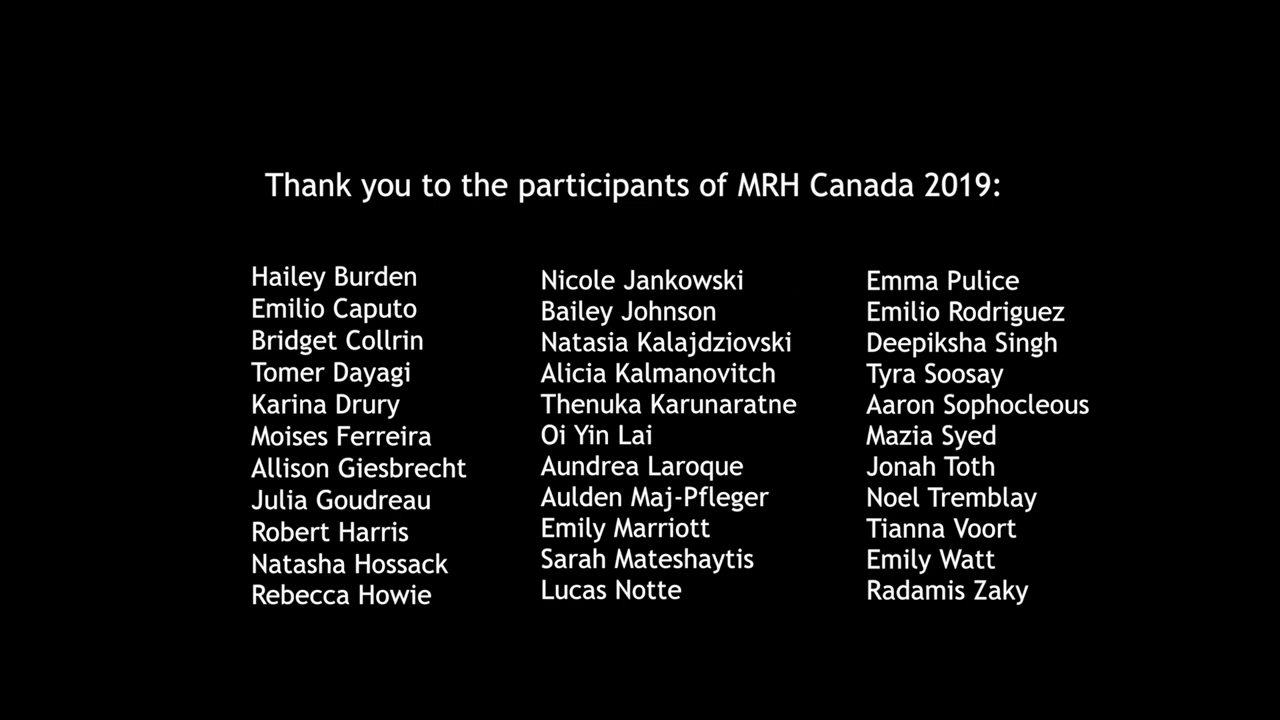 Thank you to the participants of MRH Canada 2019:
Hailey Burden
Emilio Caputo
Bridget Collrin
Tomer Dayagi
Karina Drury
Moises Ferreira
Allison Giesbrecht
Julia Goudreau
Robert Harris
Natasha Hossack
Rebecca Howie
Nicole Jankowski
Bailey Johnson
Natasia Kalajdziovski
Alicia Kalmanovitch
Thenuka Karunaratne
Oi Yin Lai
Aundrea Laroque
Aulden Maj-Pfleger
Emily Marriott
Sarah Mateshaytis
Lucas Notte
Emma Pulice
Emilio Rodriguez
Deepiksha Singh
Tyra Soosay
Aaron Sophocleous
Mazia Syed
Jonah Toth
Noel Tremblay
Tianna Voort
Emily Watt
Radamis Zaky